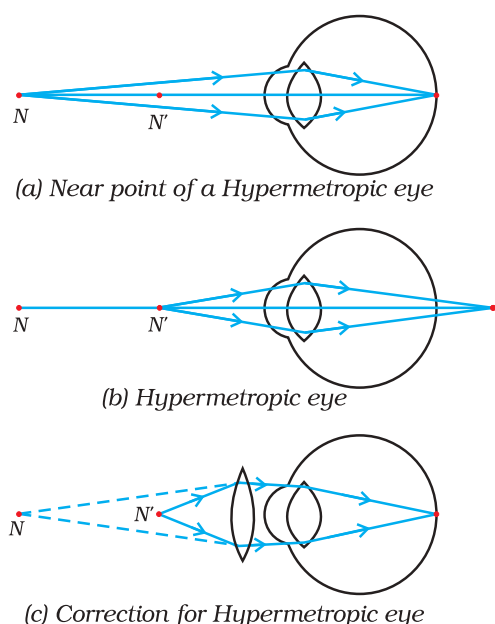 N N′
(a) Near point of a Hypermetropic eye
N N′
(b) Hypermetropic eye
N N′
(c) Correction for Hypermetropic eye